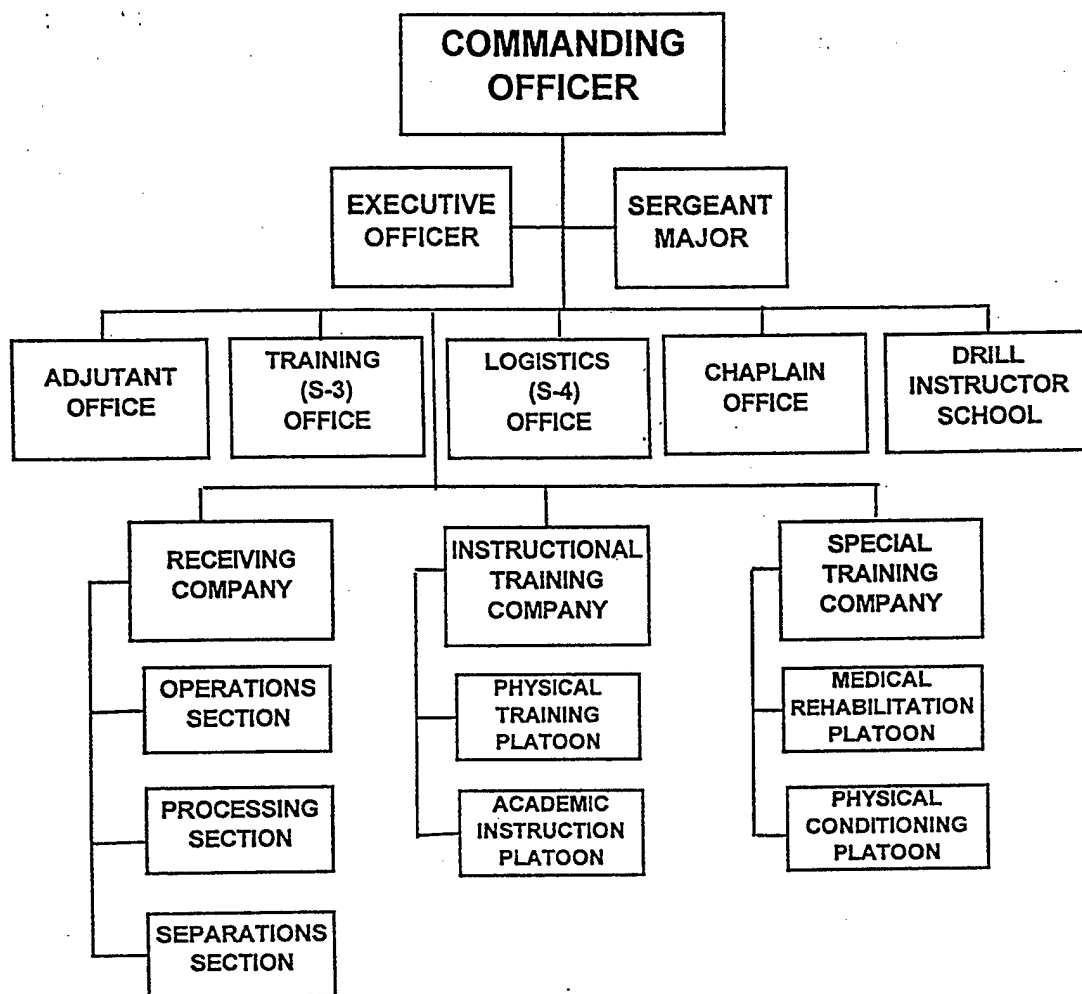 COMMANDING
OFFICER
EXECUTIVE
OFFICER
SERGEANT
MAJOR
ADJUTANT
OFFICE
TRAINING
(S-3)
OFFICE
LOGISTICS
(S-4)
OFFICE
CHAPLAIN
OFFICE
DRILL
INSTRUCTOR
SCHOOL
RECEIVING
COMPANY
INSTRUCTIONAL
TRAINING
COMPANY
SPECIAL
TRAINING
COMPANY
OPERATIONS
SECTION
PHYSICAL
TRAINING
PLATOON
MEDICAL
REHABILITATION
PLATOON
PROCESSING
SECTION
ACADEMIC
INSTRUCTION
PLATOON
PHYSICAL
CONDITIONING
PLATOON
SEPARATIONS
SECTION